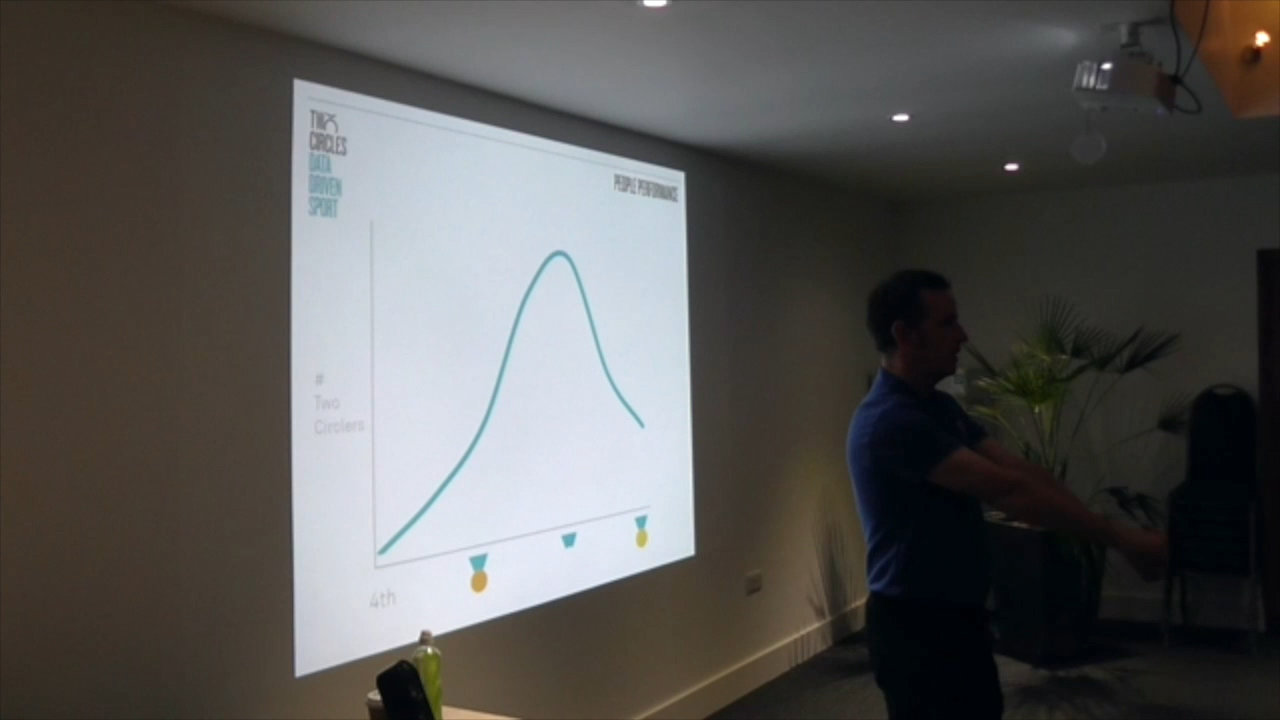 TWO
CIRCLES
DATA
DRIVEN
SPORT
PEOPLE PERFORMANCE
#
Two
Circlers
4th